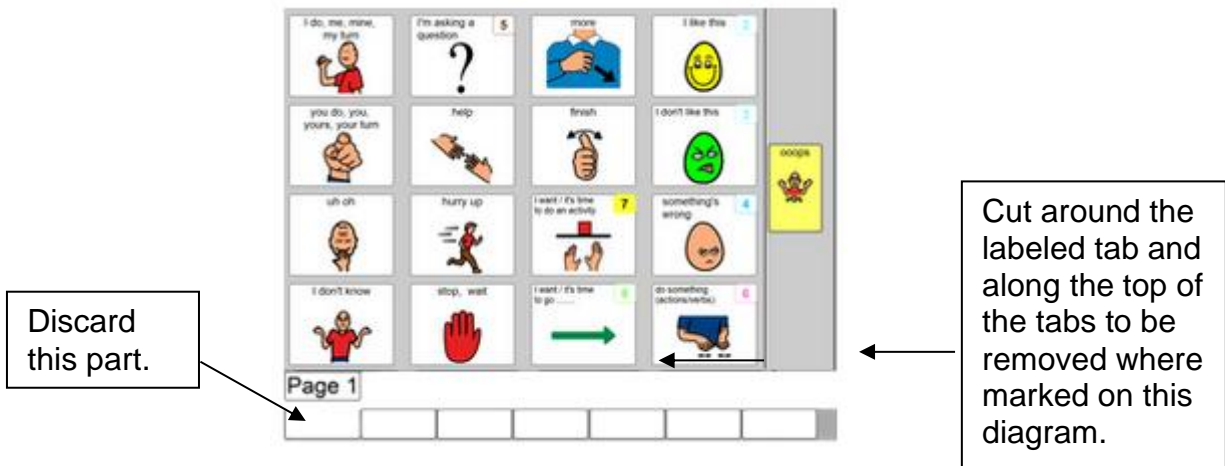 I do, me, mine,
my turn
I'm asking a
question
5
more
I like this
you do, you,
yours, your turn
help
finish
I don't like this
ooops
uh oh
hurry up
I want / it's time
to do an activity
7
something's
wrong
4
I don't know
stop, wait
I want / it's time
to go ......
do something
(actions/verbs)
6
Page 1
Discard
this part.
Cut around the
labeled tab and
along the top of
the tabs to be
removed where
marked on this
diagram.